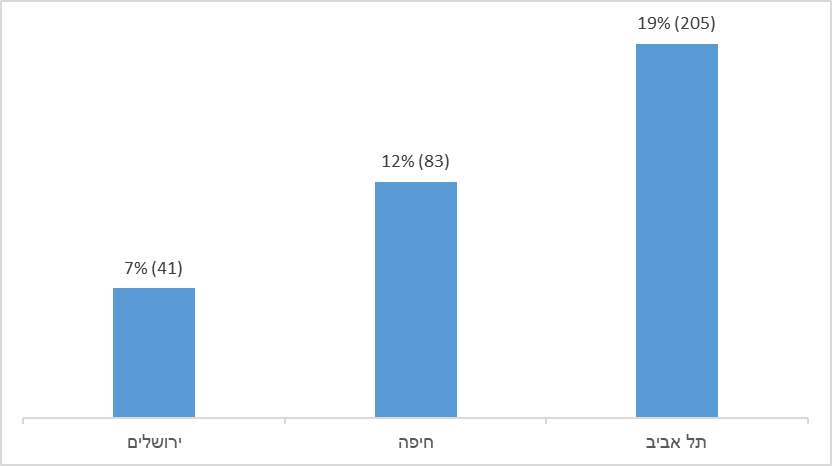 19% (205)
12% (83)
7% (41)
ירושלים
חיפה
תל אביב